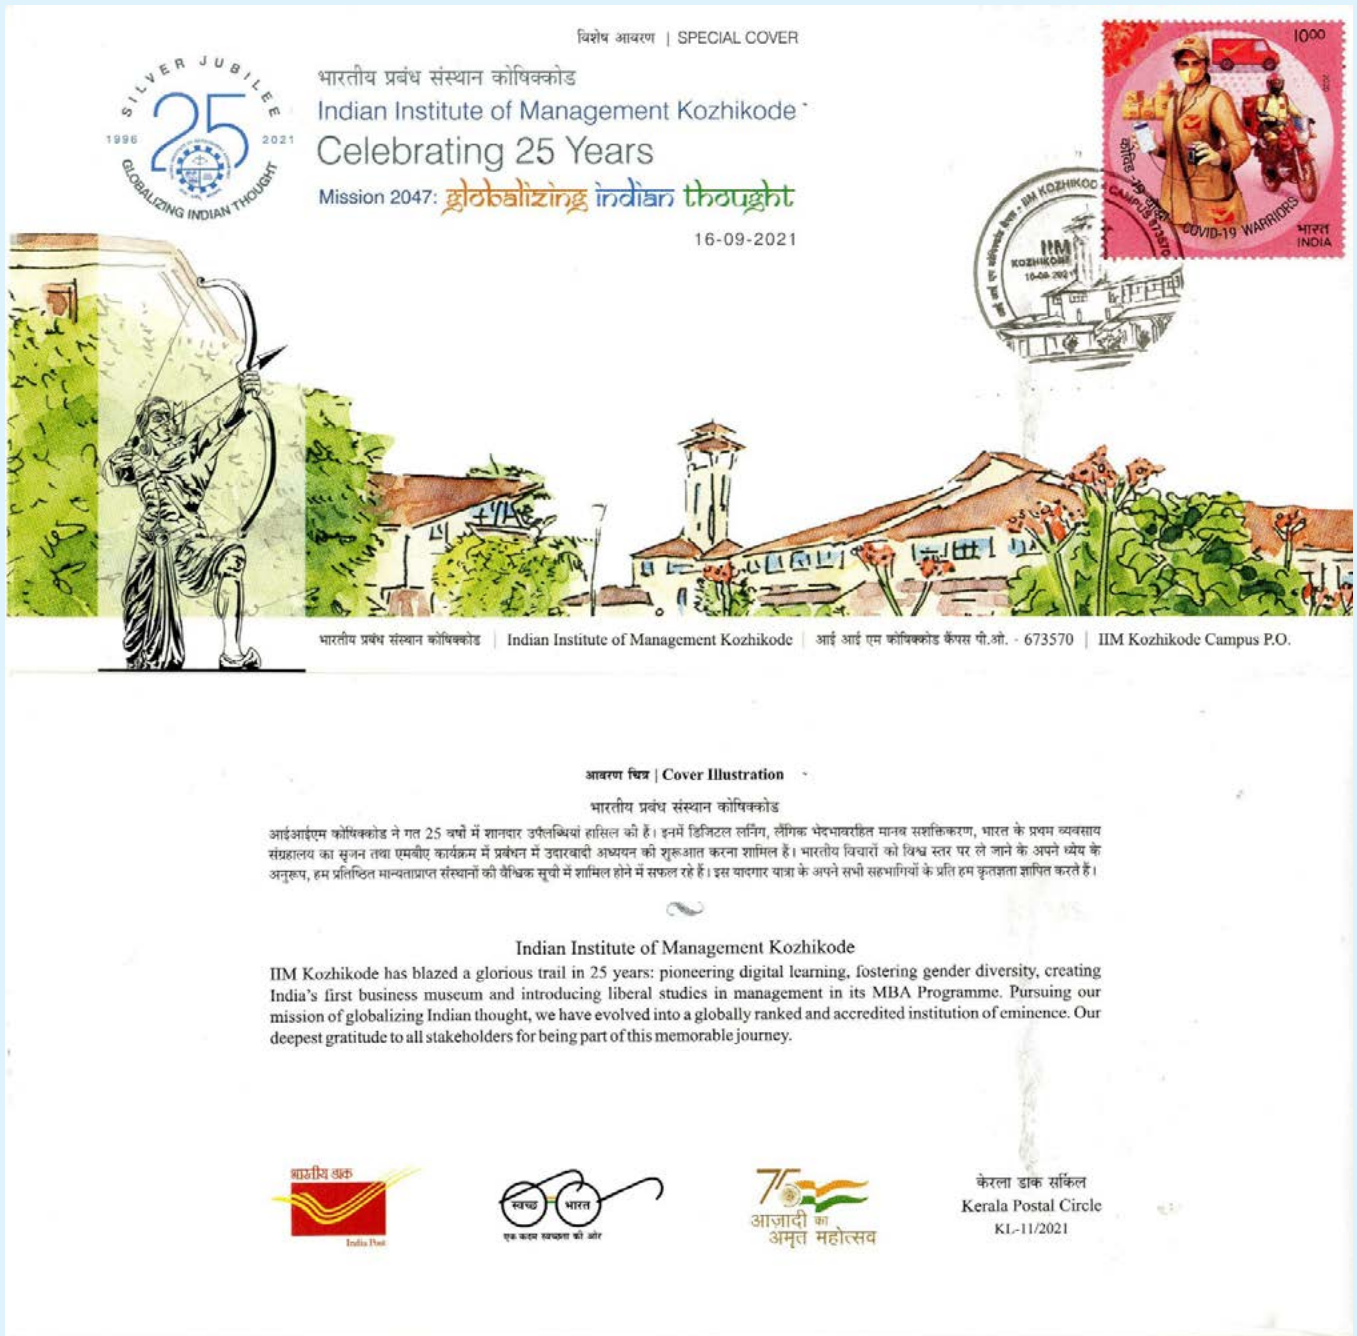 विशेष आवरण | SPECIAL COVER
SILVER JUBILEE
1996 25 2021
GLOBALIZING INDIAN THOUGHT
भारतीय प्रबंध संस्थान कोषिक्कोड
Indian Institute of Management Kozhikode
Celebrating 25 Years
Mission 2047: globalizing indian thought
16-09-2021
1000
2020
कोविड -19 योद्धा COVID-19 WARRIORS
भारत
INDIA
आई आई एम कोषिक्कोड कैंपस - IIM KOZHIKODE CAMPUS 673570
IIM
KOZHIKODE
भारतीय प्रबंध संस्थान कोषिक्कोड | Indian Institute of Management Kozhikode | आई आई एम कोषिक्कोड कैंपस पी.ओ. - 673570 | IIM Kozhikode Campus P.O.
आवरण चित्र | Cover Illustration
भारतीय प्रबंध संस्थान कोषिक्कोड
आईआईएम कोषिक्कोड ने गत 25 वर्षों में शानदार उपलब्धियां हासिल की हैं। इनमें डिजिटल लर्निंग, लैंगिक भेदभावरहित मानव सशक्तिकरण, भारत के प्रथम व्यवसाय
संग्रहालय का सृजन तथा एमबीए कार्यक्रम में प्रबंधन में उदारवादी अध्ययन की शुरूआत करना शामिल हैं। भारतीय विचारों को विश्व स्तर पर ले जाने के अपने ध्येय के
अनुरूप, हम प्रतिष्ठित मान्यताप्राप्त संस्थानों की वैश्विक सूची में शामिल होने में सफल रहे हैं। इस यादगार यात्रा के अपने सभी सहभागियों के प्रति हम कृतज्ञता ज्ञापित करते हैं।
Indian Institute of Management Kozhikode
IIM Kozhikode has blazed a glorious trail in 25 years: pioneering digital learning, fostering gender diversity, creating
India's first business museum and introducing liberal studies in management in its MBA Programme. Pursuing our
mission of globalizing Indian thought, we have evolved into a globally ranked and accredited institution of eminence. Our
deepest gratitude to all stakeholders for being part of this memorable journey.
भारतीय डाक
India Post
स्वच्छ भारत
एक कदम स्वच्छता की ओर
75
आज़ादी का
अमृत महोत्सव
केरला डाक सर्किल
Kerala Postal Circle
KL-11/2021